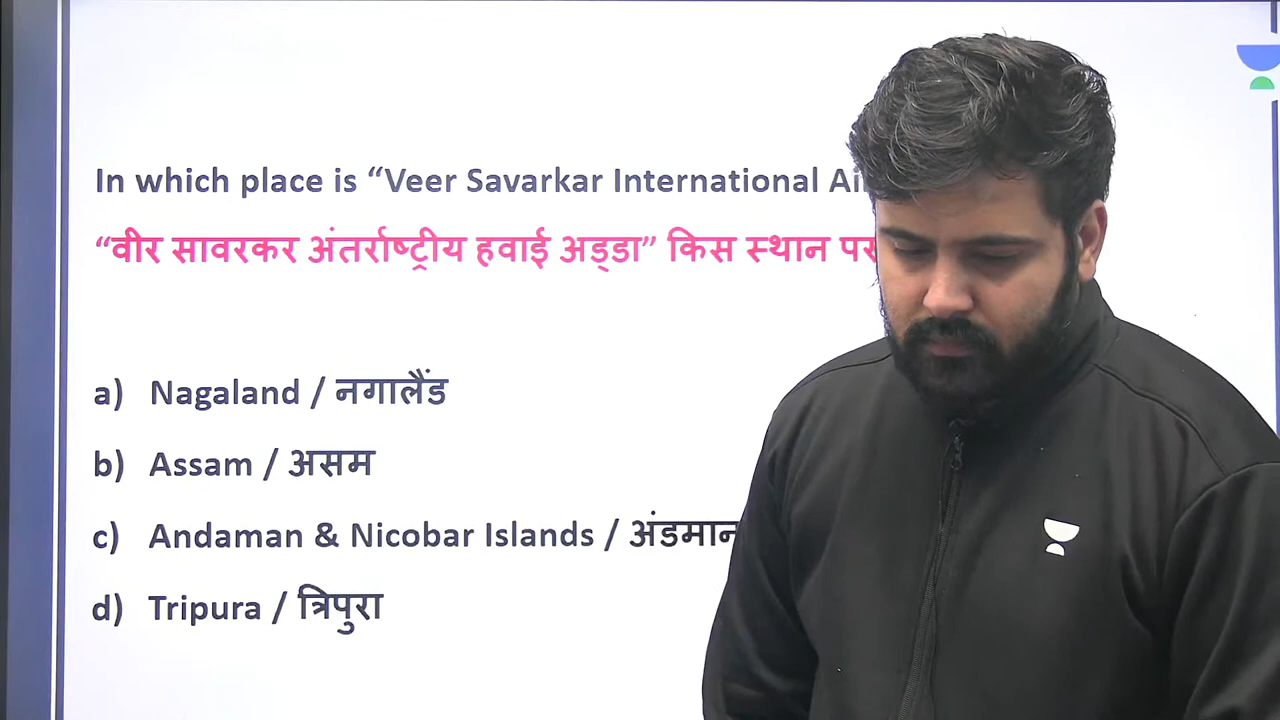 In which place is “Veer Savarkar International
“वीर सावरकर अंतर्राष्ट्रीय हवाई अड्डा” किस स्थान पर
a) Nagaland / नगालैंड
b) Assam / असम
c) Andaman & Nicobar Islands / अंडमान
d) Tripura / त्रिपुरा